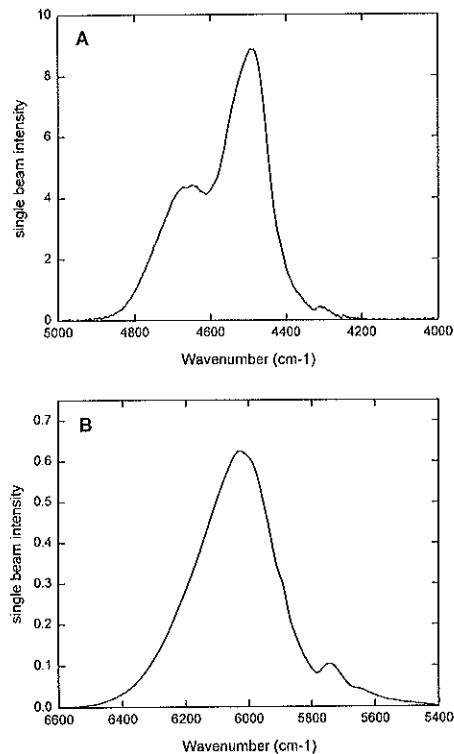 A
10
8
6
4
2
0
single beam intensity
5000 4800 4600 4400 4200 4000
Wavenumber (cm-1)
B
0.7
0.6
0.5
0.4
0.3
0.2
0.1
0.0
single beam intensity
6600 6400 6200 6000 5800 5600 5400
Wavenumber (cm-1)